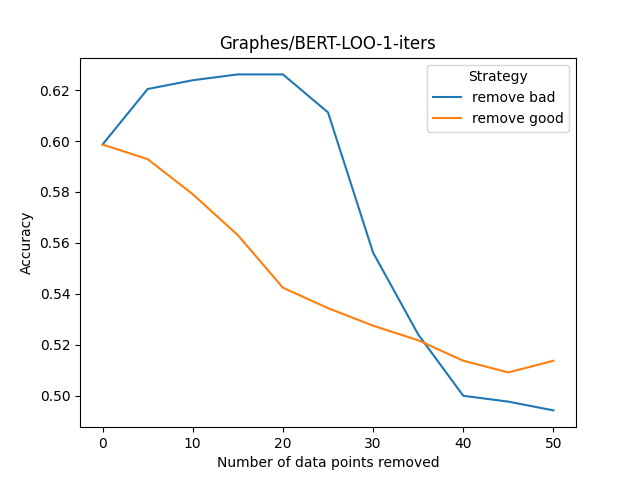 Graphes/BERT-LOO-1-iters
Strategy
remove bad
remove good
0.62
0.60
0.58
0.56
0.54
0.52
0.50
Accuracy
0 10 20 30 40 50
Number of data points removed